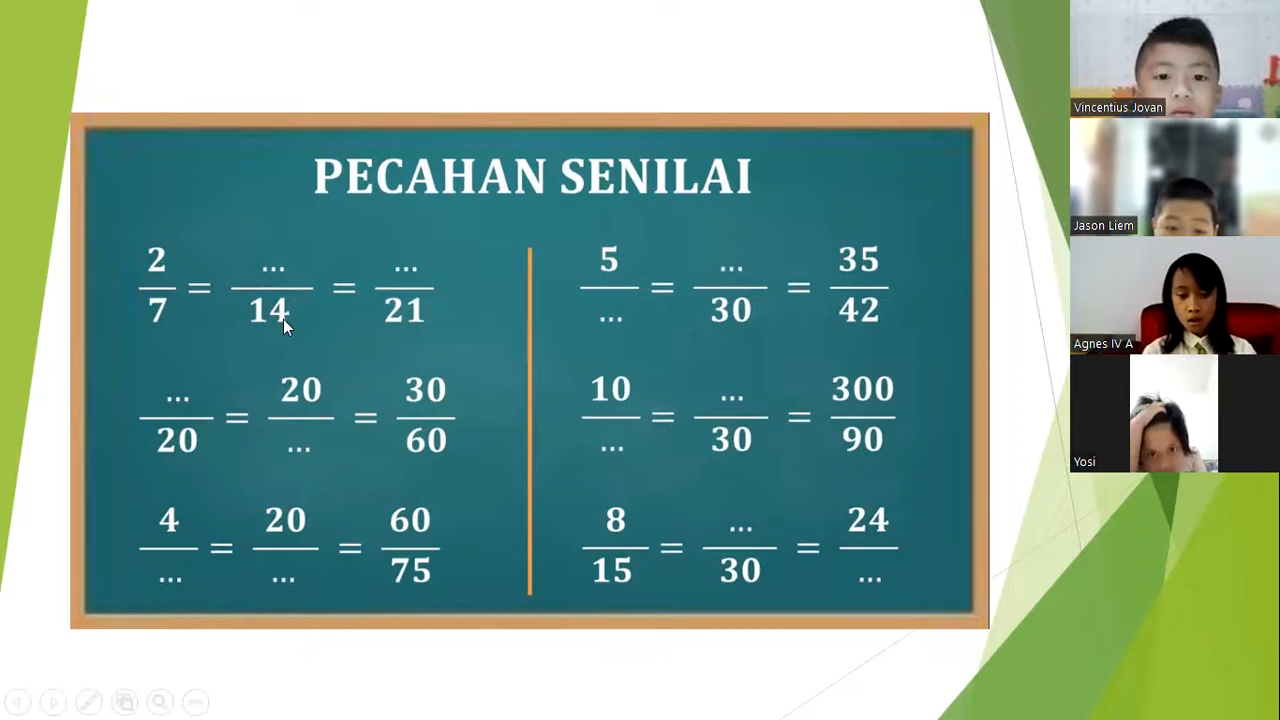 PECAHAN SENILAI
2/7 = .../14 = .../21
.../20 = 20/... = 30/60
4/... = 20/... = 60/75
5/... = .../30 = 35/42
10/... = .../30 = 300/90
8/15 = .../30 = 24/...
Vincentius Jovan
Jason Liem
Agnes IV A
Yosi